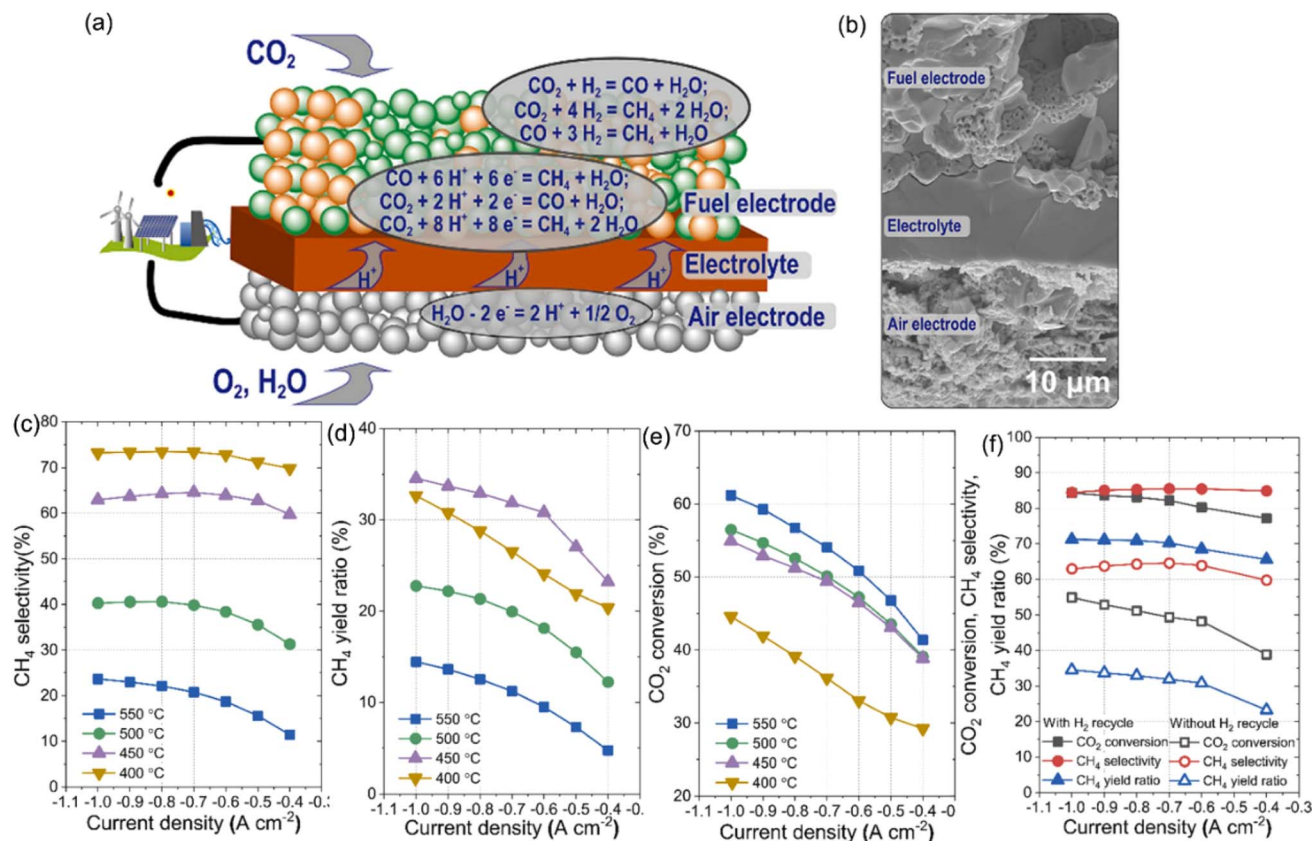 (a)
CO₂
CO₂ + H₂ = CO + H₂O;
CO₂ + 4 H₂ = CH₄ + 2 H₂O;
CO + 3 H₂ = CH₄ + H₂O
CO + 6 H⁺ + 6 e⁻ = CH₄ + H₂O;
CO₂ + 2 H⁺ + 2 e⁻ = CO + H₂O;
CO₂ + 8 H⁺ + 8 e⁻ = CH₄ + 2 H₂O
Fuel electrode
H⁺ H⁺ H⁺
Electrolyte
H₂O - 2 e⁻ = 2 H⁺ + 1/2 O₂
Air electrode
O₂, H₂O
(b)
Fuel electrode
Electrolyte
Air electrode
10 µm
(c)
CH₄ selectivity(%)
80
70
60
50
40
30
20
10
0
550 °C
500 °C
450 °C
400 °C
-1.1 -1.0 -0.9 -0.8 -0.7 -0.6 -0.5 -0.4 -0.3
Current density (A cm⁻²)
(d)
CH₄ yield ratio (%)
40
30
20
10
0
550 °C
500 °C
450 °C
400 °C
-1.1 -1.0 -0.9 -0.8 -0.7 -0.6 -0.5 -0.4 -0.
Current density (A cm⁻²)
(e)
CO₂ conversion (%)
70
60
50
40
30
20
550 °C
500 °C
450 °C
400 °C
-1.1 -1.0 -0.9 -0.8 -0.7 -0.6 -0.5 -0.4 -0
Current density (A cm⁻²)
(f)
CO₂ conversion, CH₄ selectivity,
CH₄ yield ratio (%)
100
90
80
70
60
50
40
30
20
10
0
With H₂ recycle Without H₂ recycle
CO₂ conversion CO₂ conversion
CH₄ selectivity CH₄ selectivity
CH₄ yield ratio CH₄ yield ratio
-1.1 -1.0 -0.9 -0.8 -0.7 -0.6 -0.5 -0.4 -0.3
Current density (A cm⁻²)